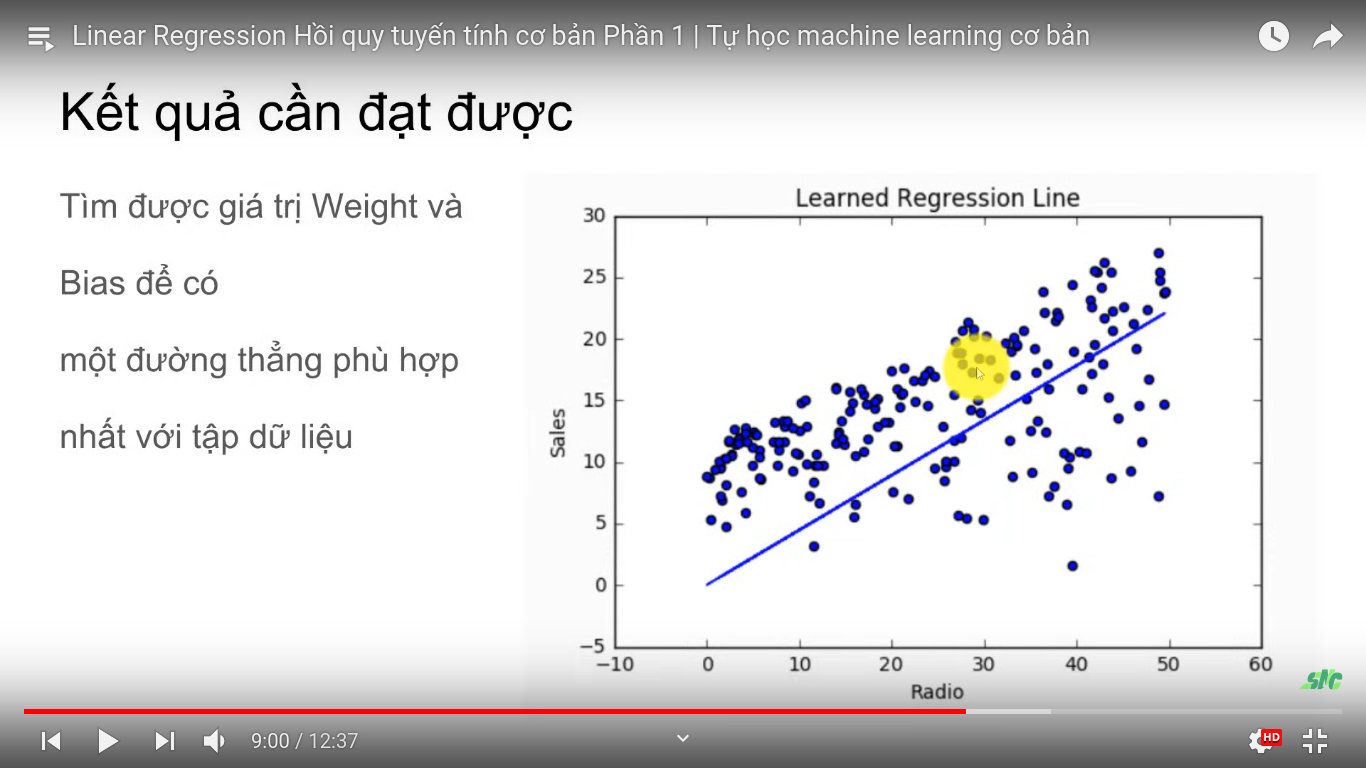 Linear Regression Hồi quy tuyến tính cơ bản Phần 1 | Tự học machine learning cơ bản
Kết quả cần đạt được
Tìm được giá trị Weight và
Bias để có
một đường thẳng phù hợp
nhất với tập dữ liệu
Learned Regression Line
30
25
20
15
10
5
0
−5
Sales
−10 0 10 20 30 40 50 60
Radio
SNC
9:00 / 12:37
HD